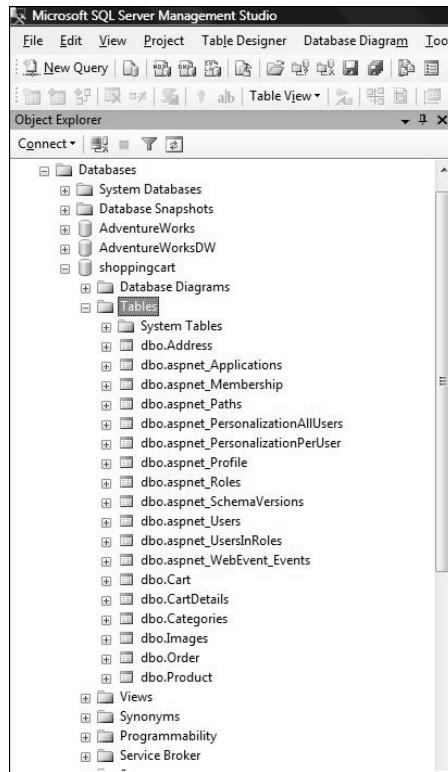 Microsoft SQL Server Management Studio
File Edit View Project Table Designer Database Diagram Too
New Query
alb Table View
Object Explorer
Connect
Databases
System Databases
Database Snapshots
AdventureWorks
AdventureWorksDW
shoppingcart
Database Diagrams
Tables
System Tables
dbo.Address
dbo.aspnet_Applications
dbo.aspnet_Membership
dbo.aspnet_Paths
dbo.aspnet_PersonalizationAllUsers
dbo.aspnet_PersonalizationPerUser
dbo.aspnet_Profile
dbo.aspnet_Roles
dbo.aspnet_SchemaVersions
dbo.aspnet_Users
dbo.aspnet_UsersInRoles
dbo.aspnet_WebEvent_Events
dbo.Cart
dbo.CartDetails
dbo.Categories
dbo.Images
dbo.Order
dbo.Product
Views
Synonyms
Programmability
Service Broker